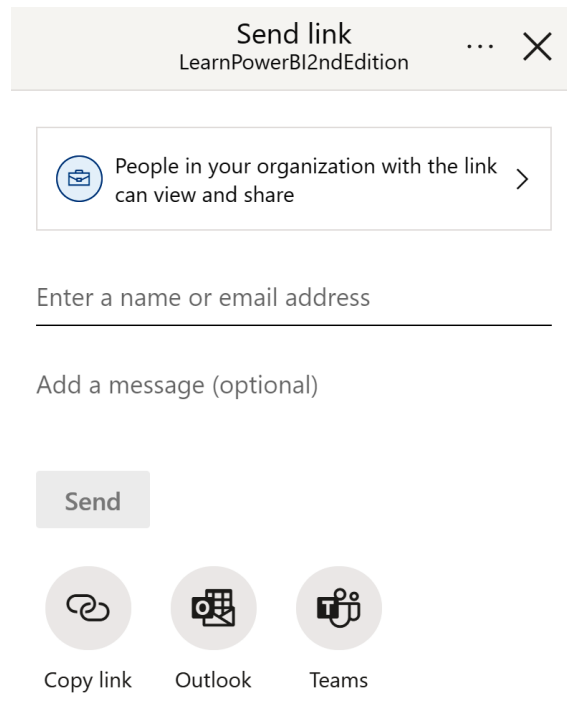 Send link
LearnPowerBI2ndEdition
People in your organization with the link
can view and share
Enter a name or email address
Add a message (optional)
Send
Copy link
Outlook
Teams